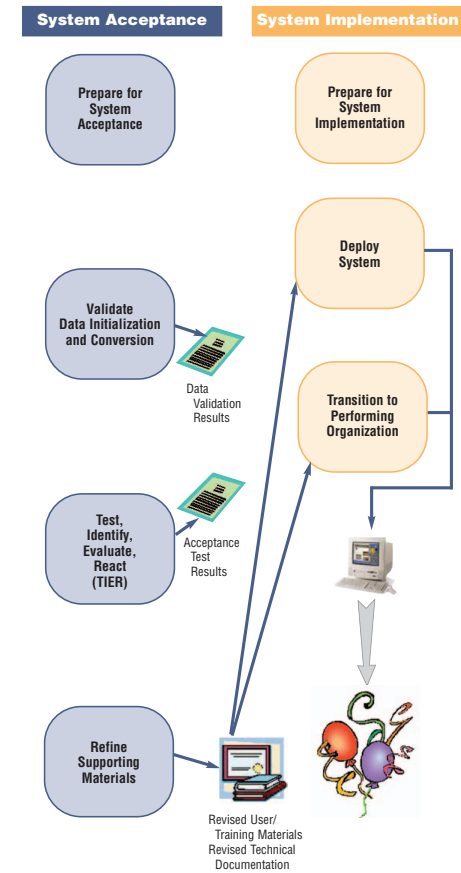 System Acceptance
System Implementation
Prepare for
System
Acceptance
Prepare for
System
Implementation
Deploy
System
Validate
Data Initialization
and Conversion
Data
Validation
Results
Transition to
Performing
Organization
Test,
Identify,
Evaluate,
React
(TIER)
Acceptance
Test
Results
Refine
Supporting
Materials
Revised User/
Training Materials
Revised Technical
Documentation